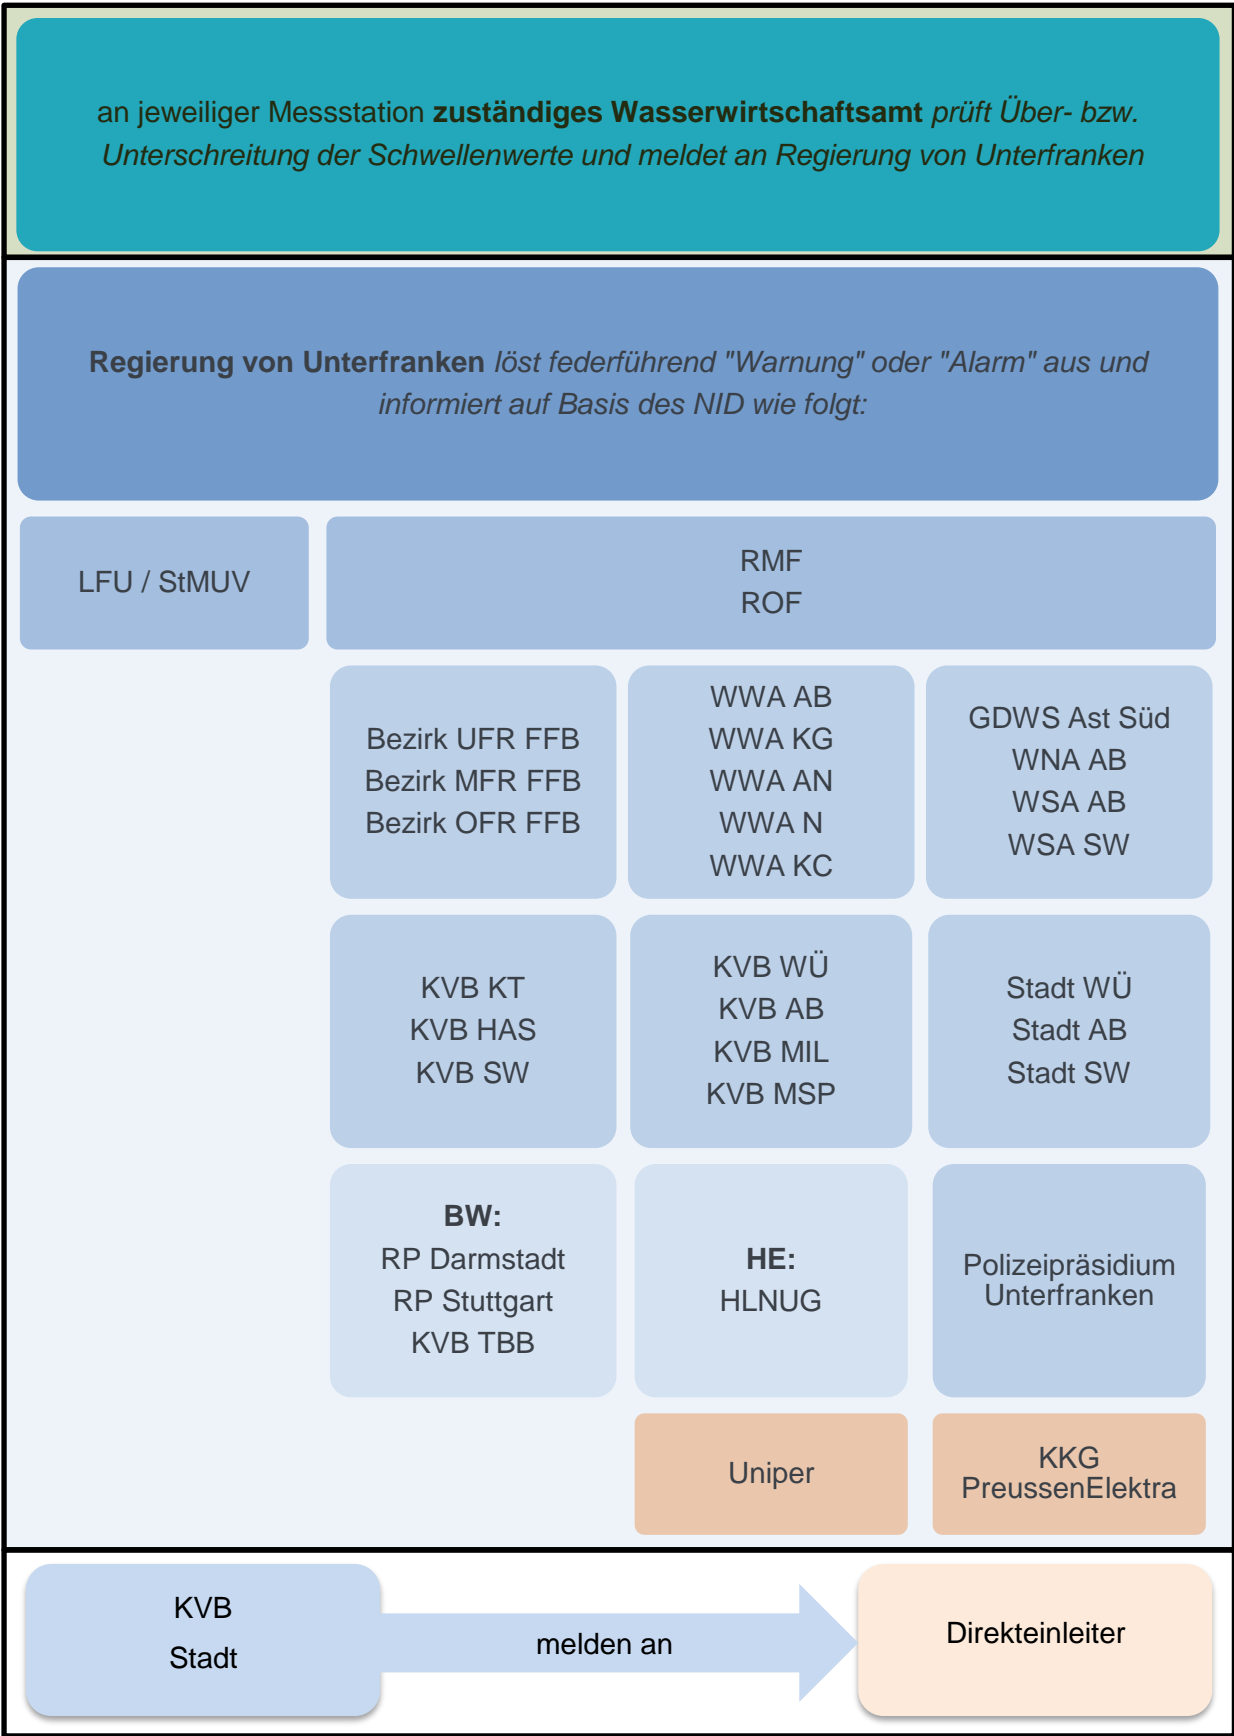 an jeweiliger Messstation zuständiges Wasserwirtschaftsamt prüft Über- bzw.
Unterschreitung der Schwellenwerte und meldet an Regierung von Unterfranken
Regierung von Unterfranken löst federführend "Warnung" oder "Alarm" aus und
informiert auf Basis des NID wie folgt:
LFU / StMUV
RMF
ROF
Bezirk UFR FFB
Bezirk MFR FFB
Bezirk OFR FFB
WWA AB
WWA KG
WWA AN
WWA N
WWA KC
GDWS Ast Süd
WNA AB
WSA AB
WSA SW
KVB KT
KVB HAS
KVB SW
KVB WÜ
KVB AB
KVB MIL
KVB MSP
Stadt WÜ
Stadt AB
Stadt SW
BW:
RP Darmstadt
RP Stuttgart
KVB TBB
HE:
HLNUG
Polizeipräsidium
Unterfranken
Uniper
KKG
PreussenElektra
KVB
Stadt
melden an
Direkteinleiter